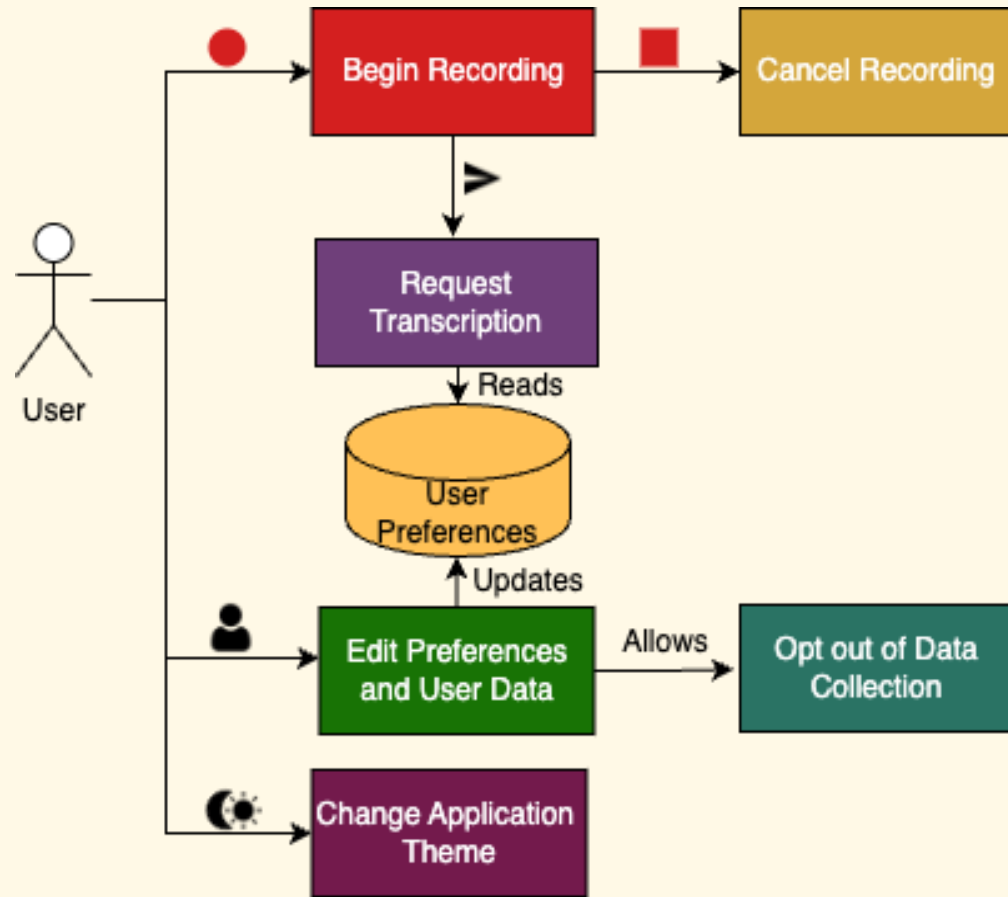 Begin Recording
Cancel Recording
Request
Transcription
Reads
User
User
Preferences
Updates
Edit Preferences
and User Data
Allows
Opt out of Data
Collection
Change Application
Theme